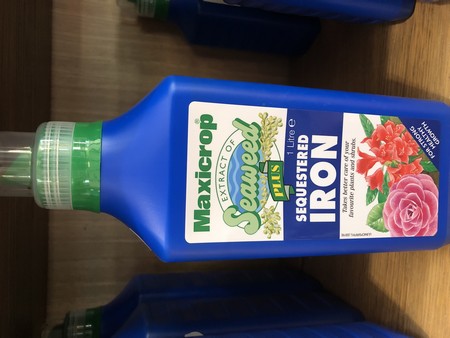 Maxicrop®
EXTRACT OF
Seaweed
PLUS
1 Litre e
SEQUESTERED
IRON
Takes better care of your
favourite plants and shrubs.
FOR STRONG
HEALTHY
GROWTH